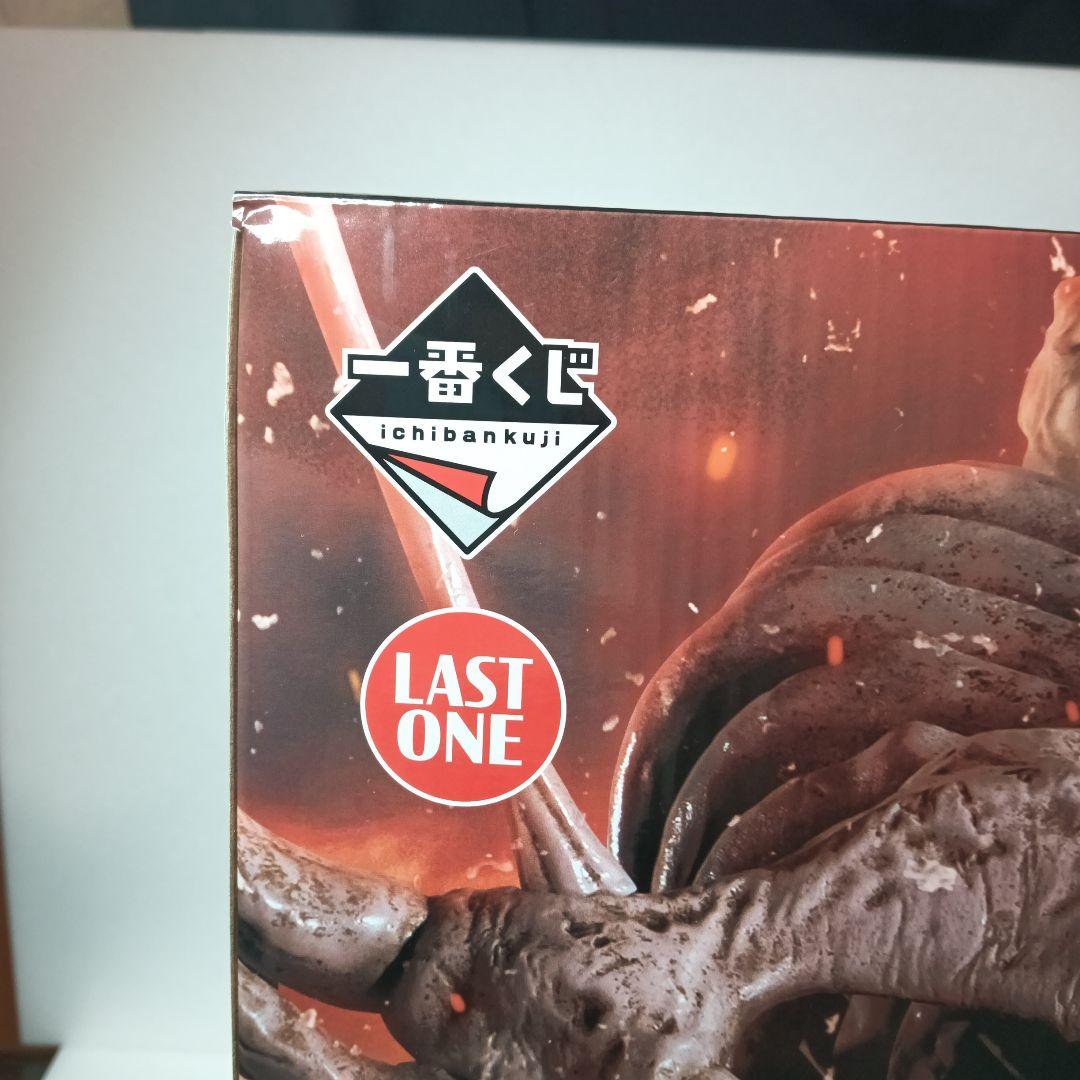 一番くじ
ichibankuji
LAST
ONE